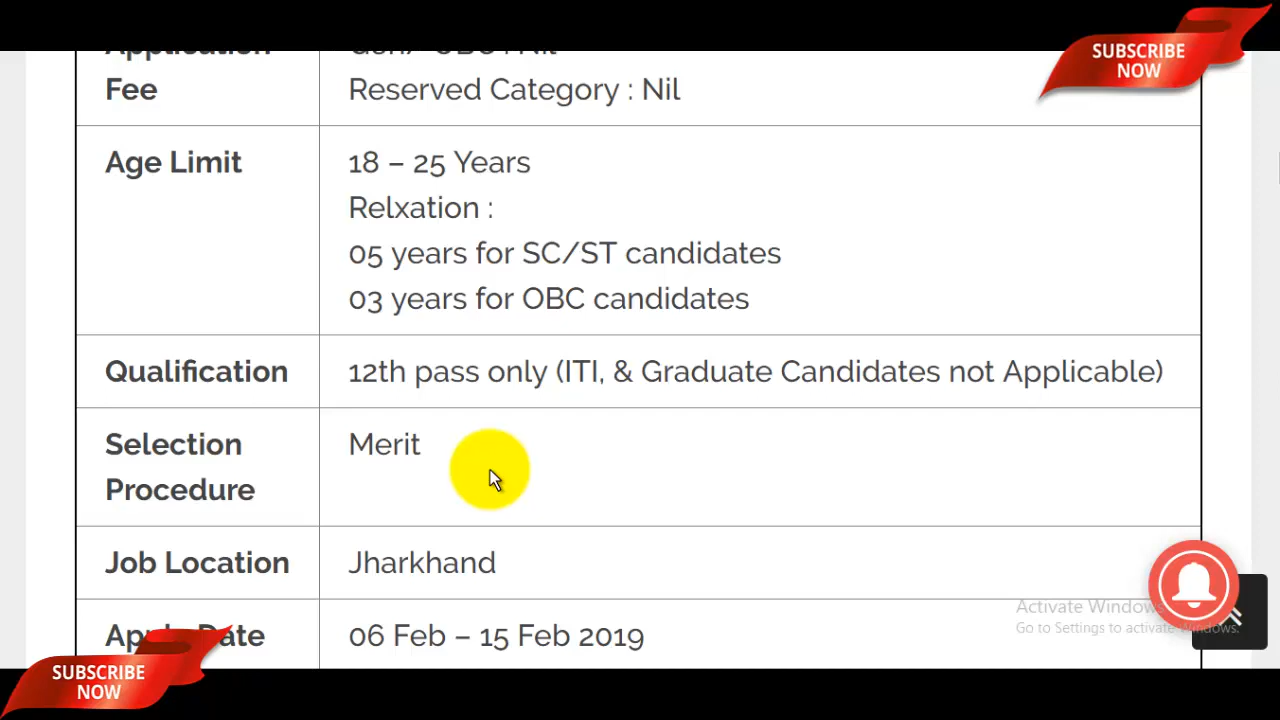 SUBSCRIBE
NOW
Application
Fee
Reserved Category : Nil
Age Limit
18 – 25 Years
Relxation :
05 years for SC/ST candidates
03 years for OBC candidates
Qualification
12th pass only (ITI, & Graduate Candidates not Applicable)
Selection
Procedure
Merit
Job Location
Jharkhand
Date
06 Feb – 15 Feb 2019
Activate Windows
Go to Settings to activate Windows.
SUBSCRIBE
NOW